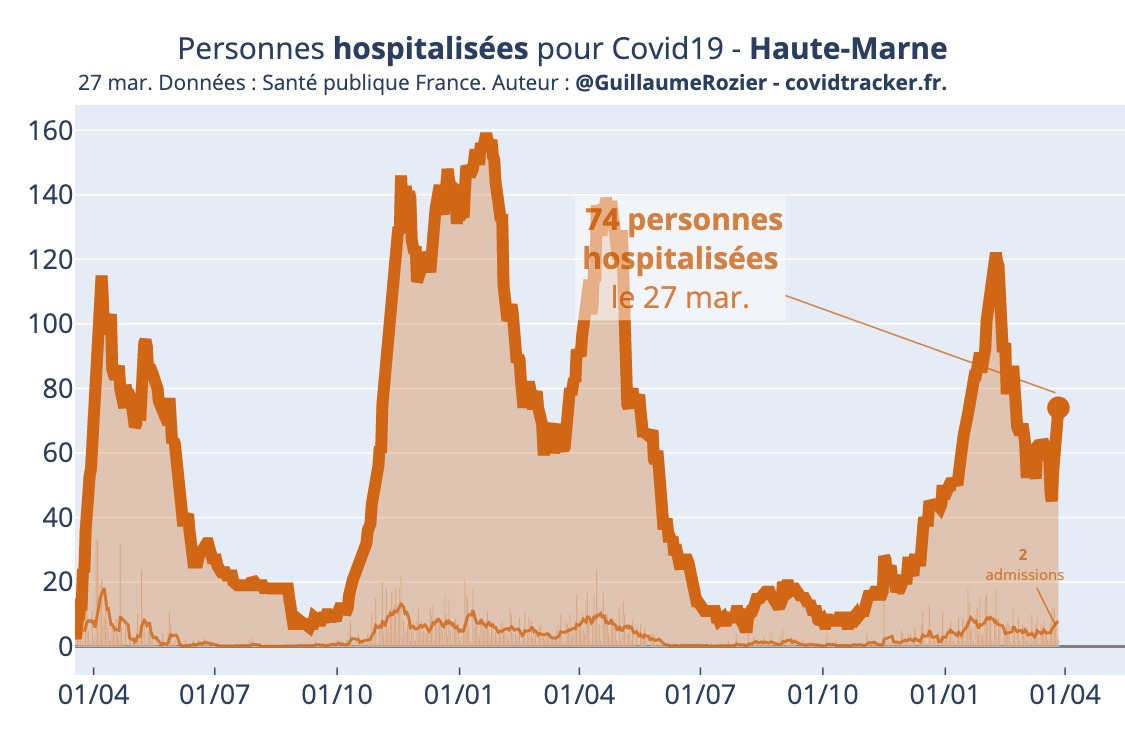 Personnes hospitalisées pour Covid19 - Haute-Marne
27 mar. Données : Santé publique France. Auteur : @GuillaumeRozier - covidtracker.fr.
160
140
120
100
80
60
40
20
0
74 personnes
hospitalisées
le 27 mar.
2
admissions
01/04 01/07 01/10 01/01 01/04 01/07 01/10 01/01 01/04